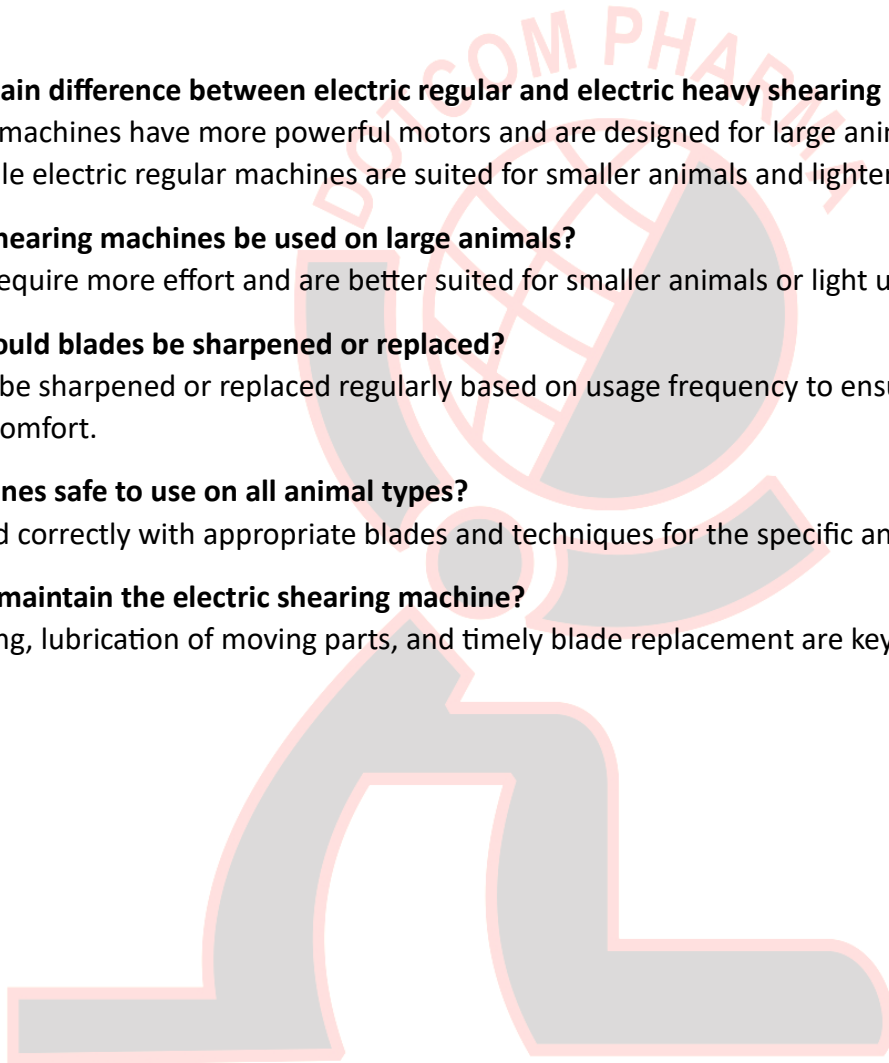 DOTCOM PHARMA
ain difference between electric regular and electric heavy shearing
machines have more powerful motors and are designed for large anir
le electric regular machines are suited for smaller animals and lighter
hearing machines be used on large animals?
equire more effort and are better suited for smaller animals or light u
ould blades be sharpened or replaced?
be sharpened or replaced regularly based on usage frequency to ensu
omfort.
nes safe to use on all animal types?
d correctly with appropriate blades and techniques for the specific an
maintain the electric shearing machine?
ng, lubrication of moving parts, and timely blade replacement are key